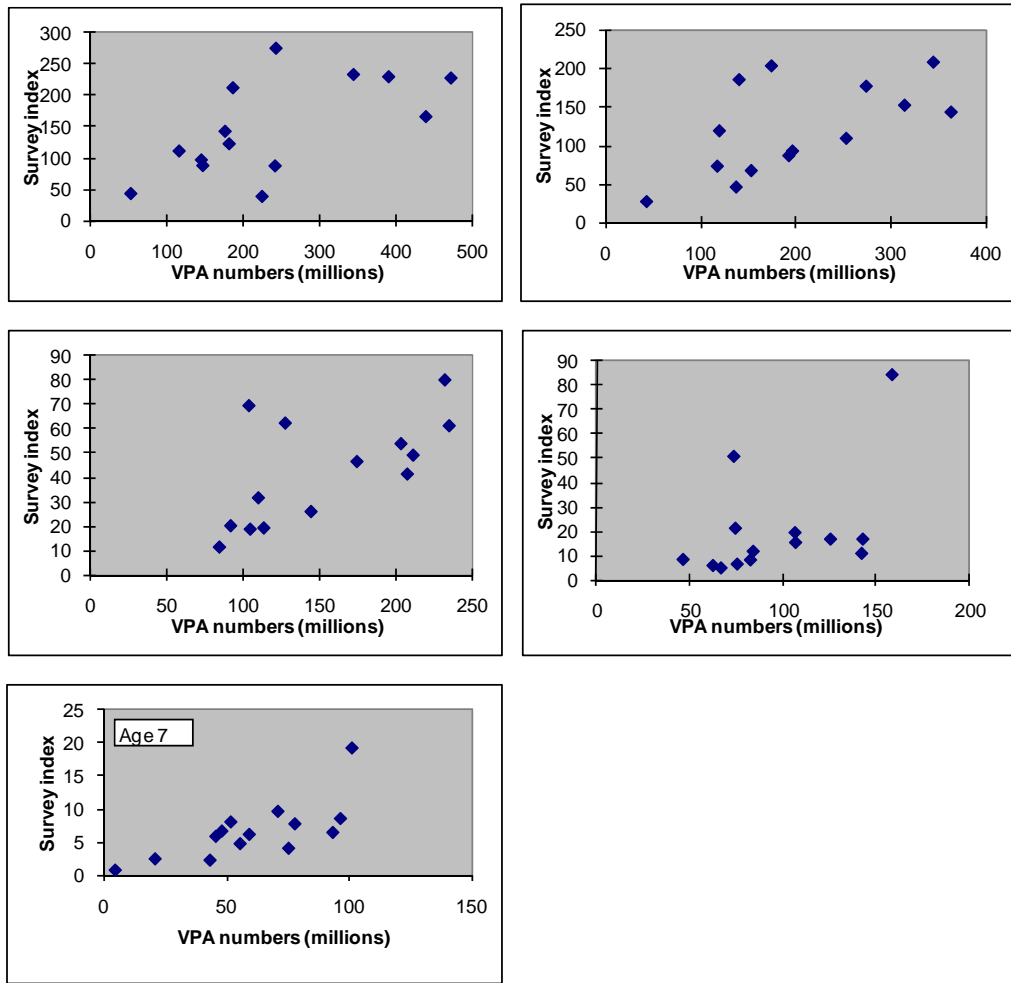 300
250
200
150
100
50
0
Survey index
0 100 200 300 400 500
VPA numbers (millions)
250
200
150
100
50
0
Survey index
0 100 200 300 400
VPA numbers (millions)
90
80
70
60
50
40
30
20
10
0
Survey index
0 50 100 150 200 250
VPA numbers (millions)
90
80
70
60
50
40
30
20
10
0
Survey index
0 50 100 150 200
VPA numbers (millions)
25
20
15
10
5
0
Survey index
Age 7
0 50 100 150
VPA numbers (millions)